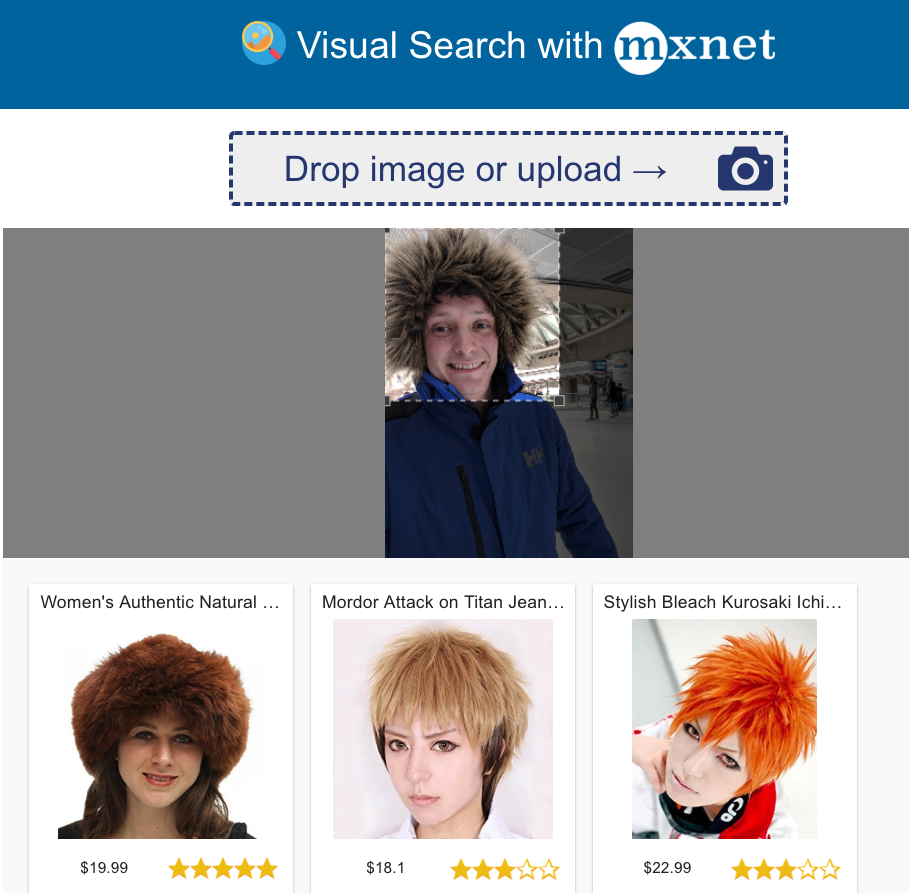 Visual Search with mxnet
Drop image or upload →
HH
Women's Authentic Natural ...
Mordor Attack on Titan Jean...
Stylish Bleach Kurosaki Ichi...
$19.99
$18.1
$22.99